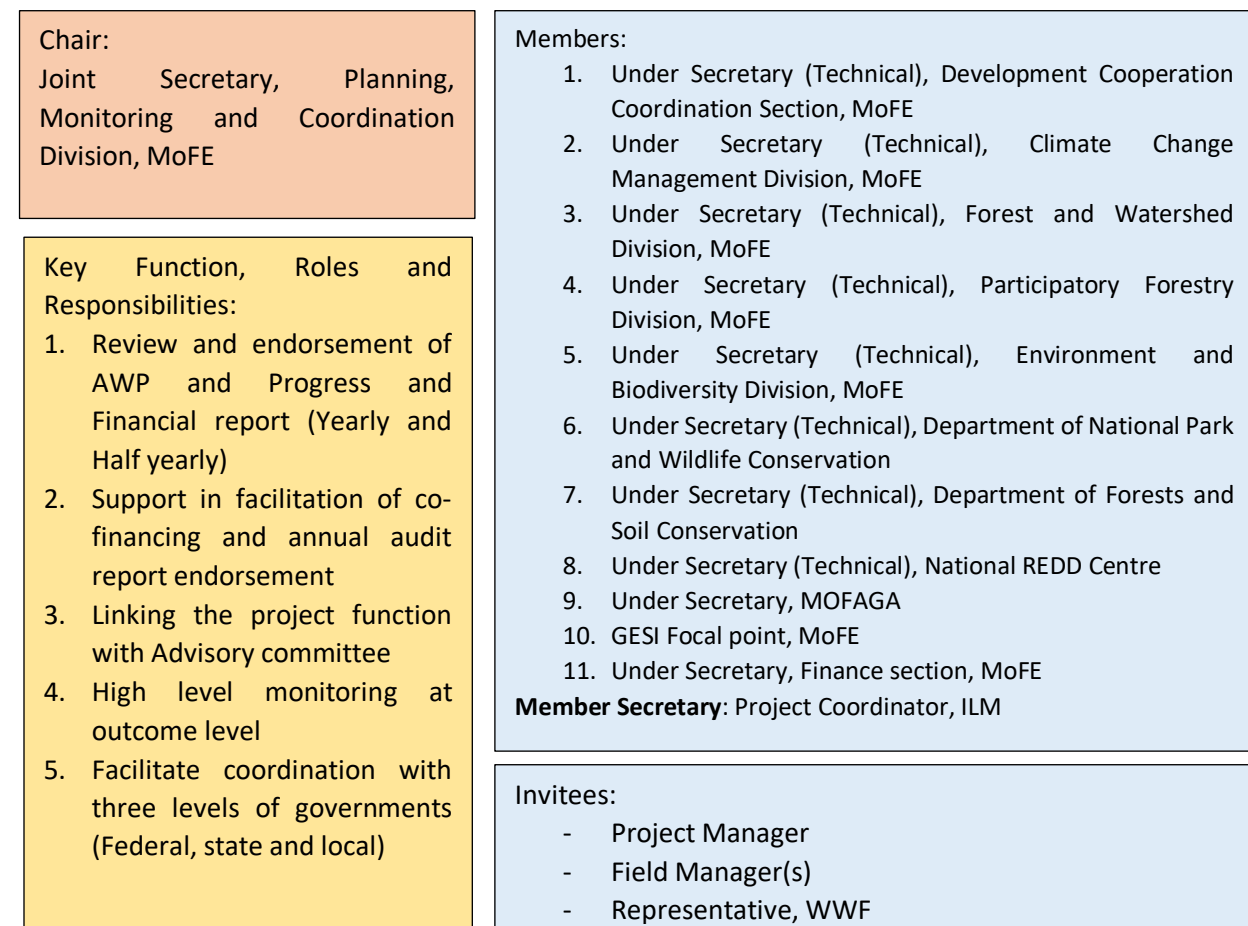 Chair:
Joint Secretary, Planning,
Monitoring and Coordination
Division, MoFE
Key Function, Roles and
Responsibilities:
1. Review and endorsement of
AWP and Progress and
Financial report (Yearly and
Half yearly)
2. Support in facilitation of co-
financing and annual audit
report endorsement
3. Linking the project function
with Advisory committee
4. High level monitoring at
outcome level
5. Facilitate coordination with
three levels of governments
(Federal, state and local)
Members:
1. Under Secretary (Technical), Development Cooperation
Coordination Section, MoFE
2. Under Secretary (Technical), Climate Change
Management Division, MoFE
3. Under Secretary (Technical), Forest and Watershed
Division, MoFE
4. Under Secretary (Technical), Participatory Forestry
Division, MoFE
5. Under Secretary (Technical), Environment and
Biodiversity Division, MoFE
6. Under Secretary (Technical), Department of National Park
and Wildlife Conservation
7. Under Secretary (Technical), Department of Forests and
Soil Conservation
8. Under Secretary (Technical), National REDD Centre
9. Under Secretary, MOFAGA
10. GESI Focal point, MoFE
11. Under Secretary, Finance section, MoFE
Member Secretary: Project Coordinator, ILM
Invitees:
- Project Manager
- Field Manager(s)
- Representative, WWF